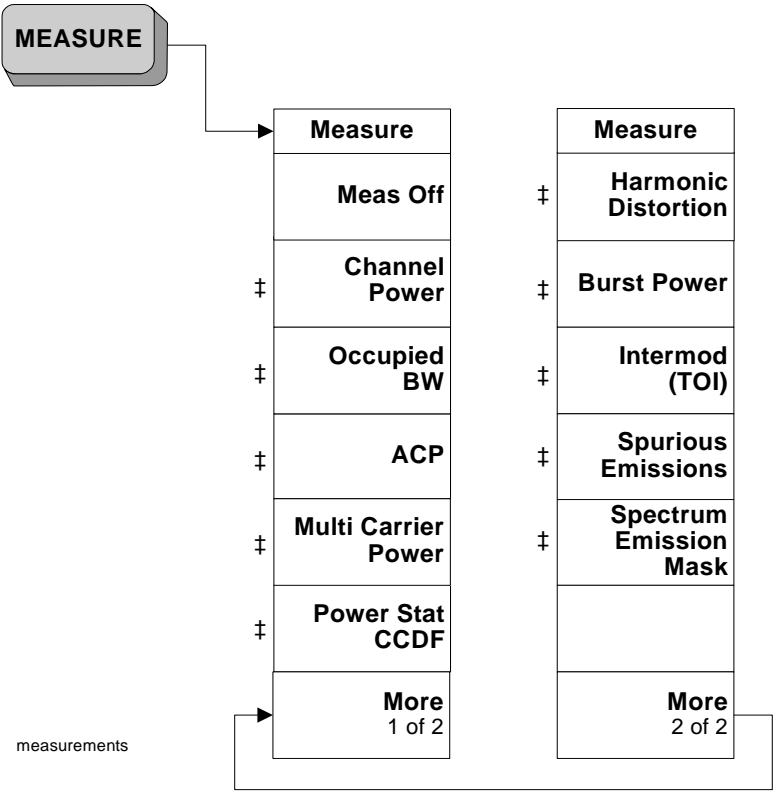 MEASURE
Measure
Meas Off
‡ Channel
Power
‡ Occupied
BW
‡ ACP
‡ Multi Carrier
Power
‡ Power Stat
CCDF
More
1 of 2
Measure
‡ Harmonic
Distortion
‡ Burst Power
‡ Intermod
(TOI)
‡ Spurious
Emissions
‡ Spectrum
Emission
Mask
More
2 of 2
measurements